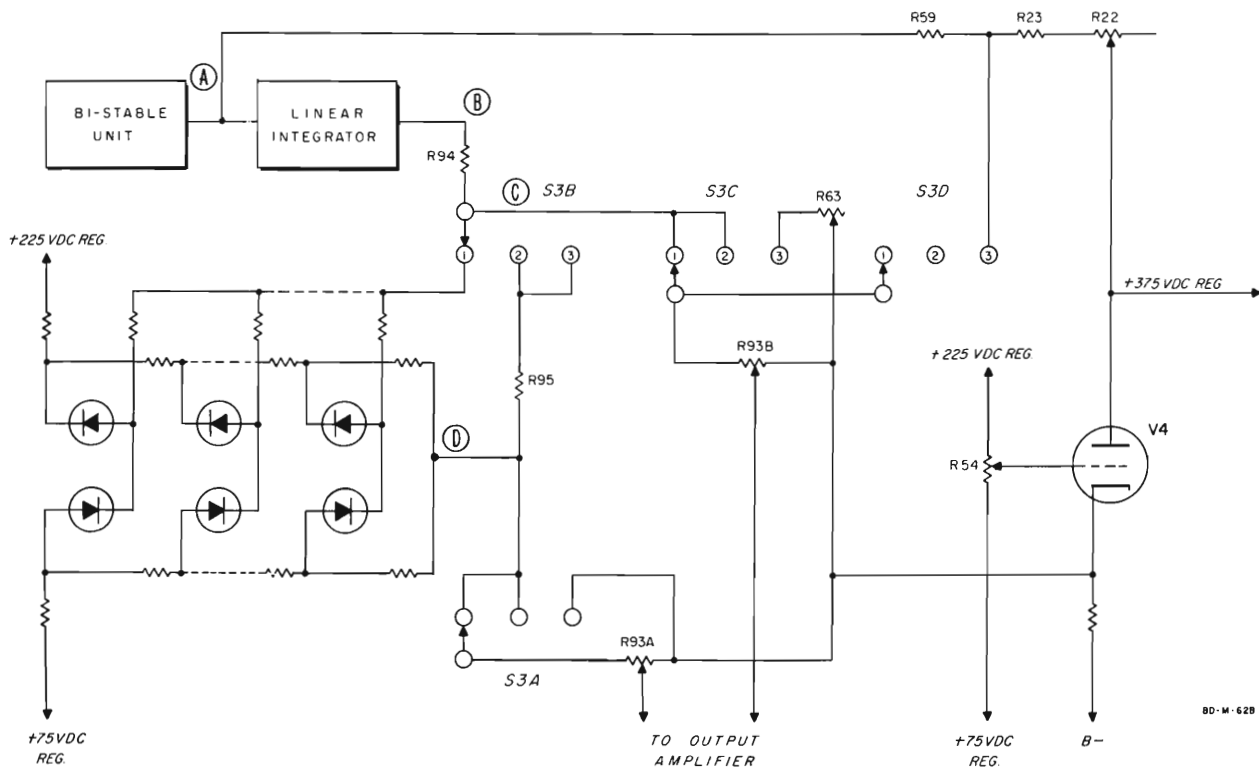 R59
R23
R22
A
BI-STABLE
UNIT
LINEAR
INTEGRATOR
B
R94
C
S3B
S3C
R63
S3D
+225 VDC REG.
1
2
3
1
2
3
1
2
3
+375 VDC REG
R93B
+225 VDC REG.
R95
V4
D
R54
R93A
S3A
BD-M-62B
+75VDC
REG.
TO OUTPUT
AMPLIFIER
+75VDC
REG.
B-